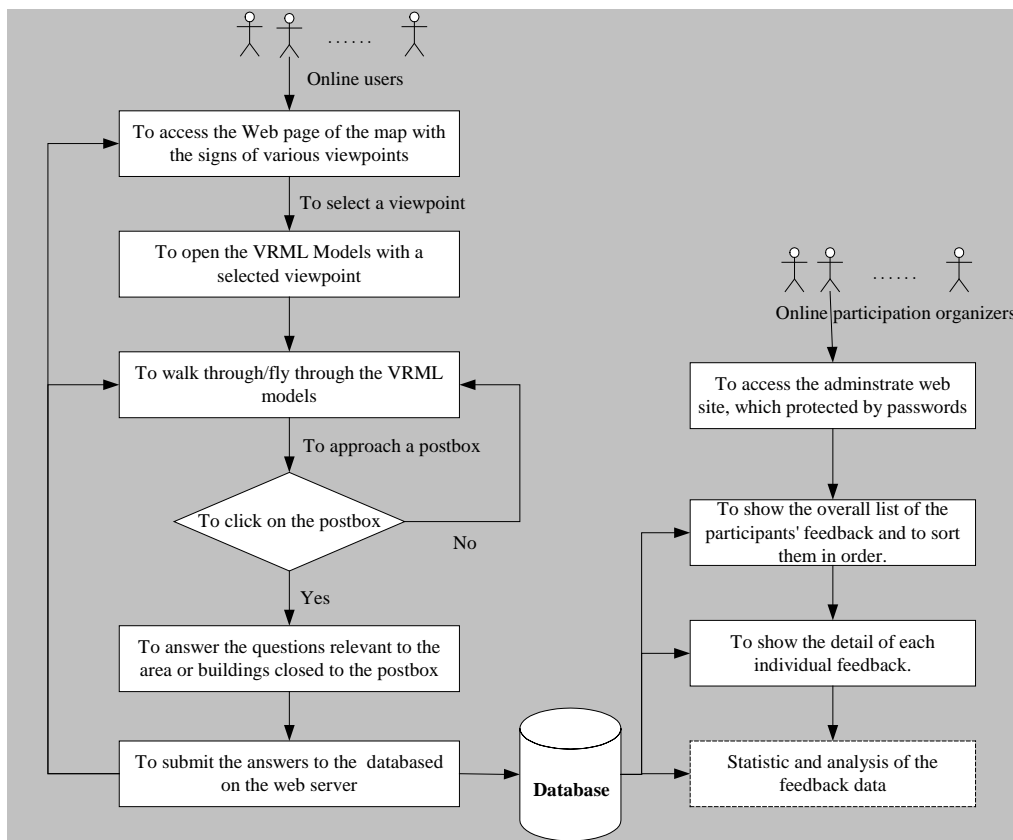 ......
Online users
To access the Web page of the map with
the signs of various viewpoints
To select a viewpoint
To open the VRML Models with a
selected viewpoint
To walk through/fly through the VRML
models
To approach a postbox
To click on the postbox
No
Yes
To answer the questions relevant to the
area or buildings closed to the postbox
To submit the answers to the databased
on the web server
Database
......
Online participation organizers
To access the adminstrate web
site, which protected by passwords
To show the overall list of the
participants' feedback and to sort
them in order.
To show the detail of each
individual feedback.
Statistic and analysis of the
feedback data